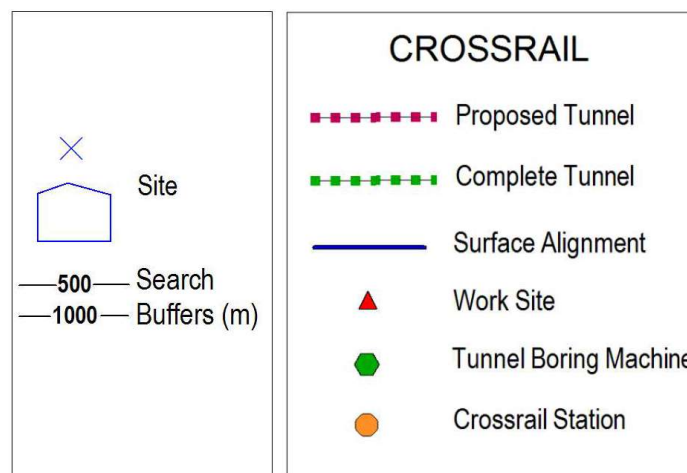 Site
500 Search
1000 Buffers (m)
CROSSRAIL
Proposed Tunnel
Complete Tunnel
Surface Alignment
Work Site
Tunnel Boring Machine
Crossrail Station